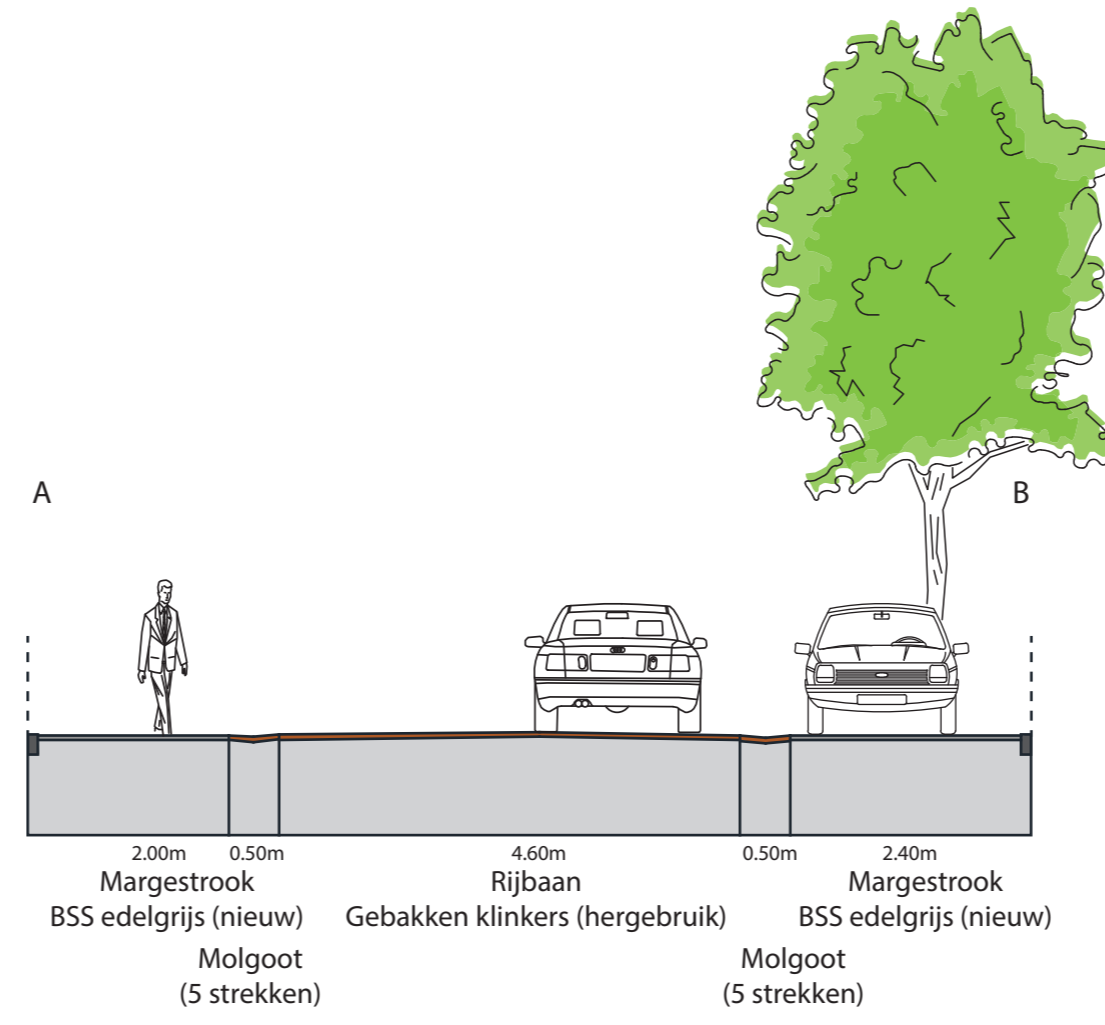 A
B
2.00m 0.50m 4.60m 0.50m 2.40m
Margestrook Rijbaan Margestrook
BSS edelgrijs (nieuw) Gebakken klinkers (hergebruik) BSS edelgrijs (nieuw)
Molgoot Molgoot
(5 strekken) (5 strekken)